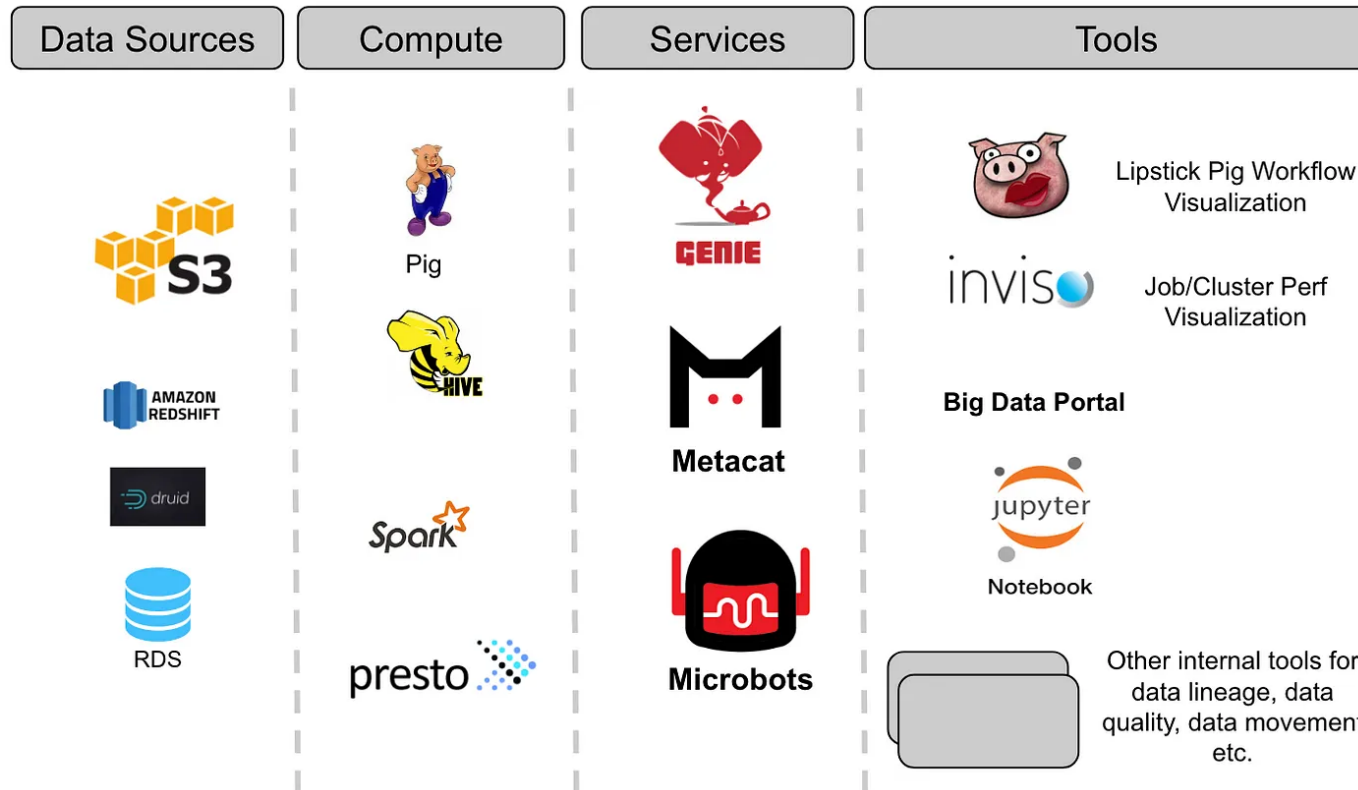 Data Sources
Compute
Services
Tools
S3
AMAZON
REDSHIFT
druid
RDS
Pig
HIVE
Spark
presto
GENIE
Metacat
Microbots
Lipstick Pig Workflow
Visualization
inviso
Job/Cluster Perf
Visualization
Big Data Portal
jupyter
Notebook
Other internal tools for
data lineage, data
quality, data movement
etc.